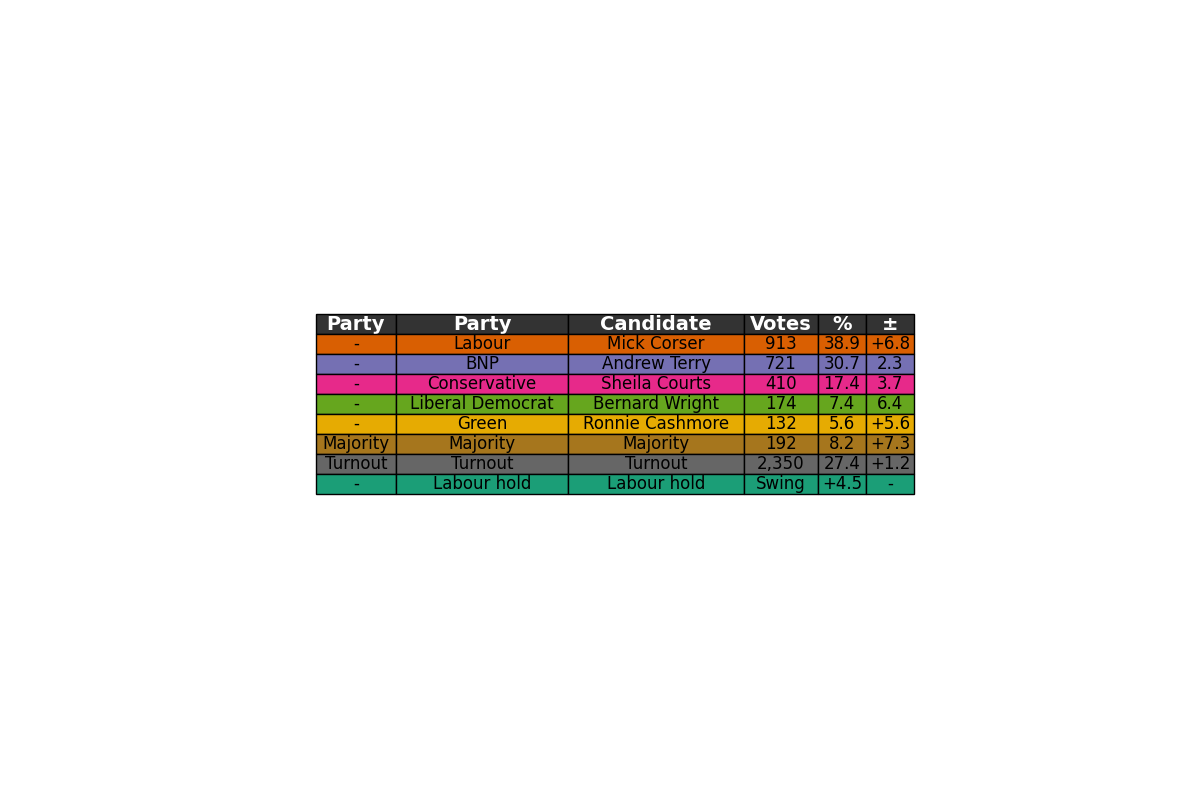 Party Party Candidate Votes % ±
- Labour Mick Corser 913 38.9 +6.8
- BNP Andrew Terry 721 30.7 2.3
- Conservative Sheila Courts 410 17.4 3.7
- Liberal Democrat Bernard Wright 174 7.4 6.4
- Green Ronnie Cashmore 132 5.6 +5.6
Majority Majority Majority 192 8.2 +7.3
Turnout Turnout Turnout 2,350 27.4 +1.2
- Labour hold Labour hold Swing +4.5 -